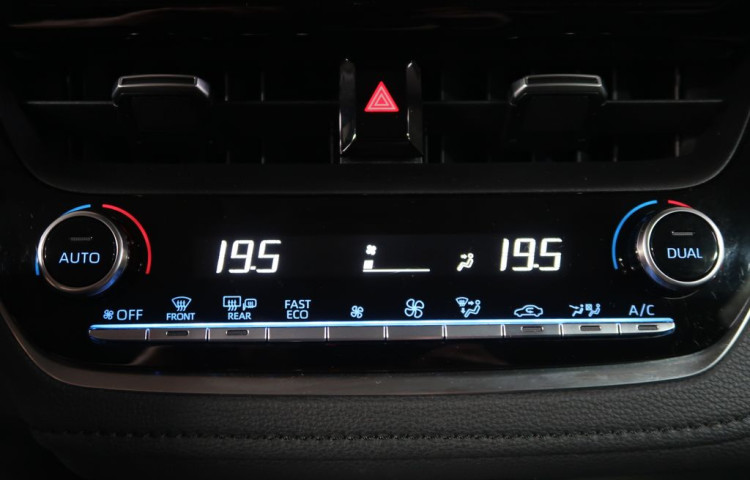 AUTO
19.5
19.5
DUAL
OFF
FRONT
REAR
FAST
ECO
A/C